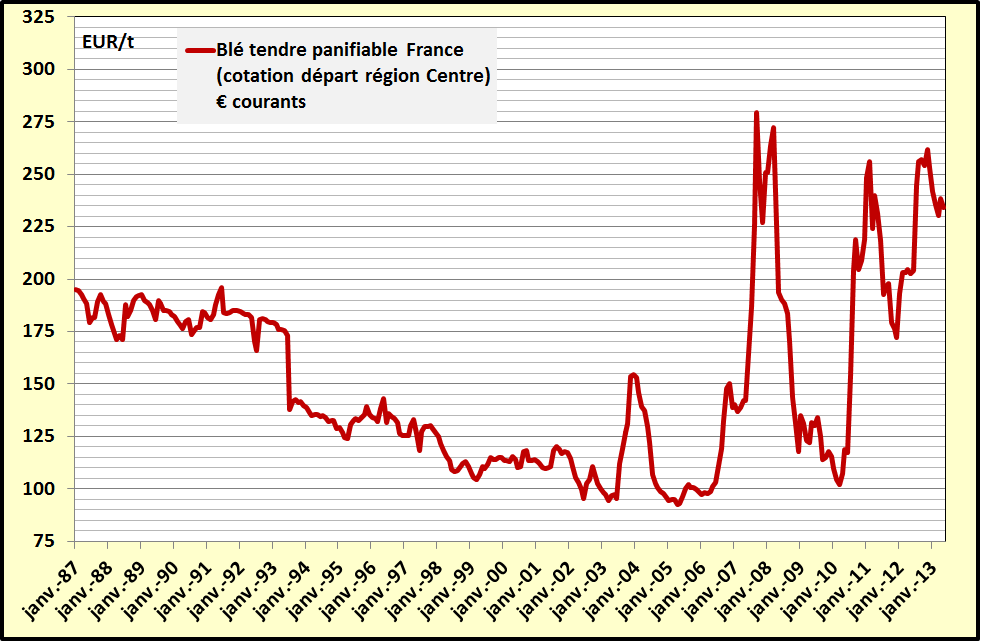 325
300
275
250
225
200
175
150
125
100
75
EUR/t
Blé tendre panifiable France
(cotation départ région Centre)
€ courants
janv.-87
janv.-88
janv.-89
janv.-90
janv.-91
janv.-92
janv.-93
janv.-94
janv.-95
janv.-96
janv.-97
janv.-98
janv.-99
janv.-00
janv.-01
janv.-02
janv.-03
janv.-04
janv.-05
janv.-06
janv.-07
janv.-08
janv.-09
janv.-10
janv.-11
janv.-12
janv.-13